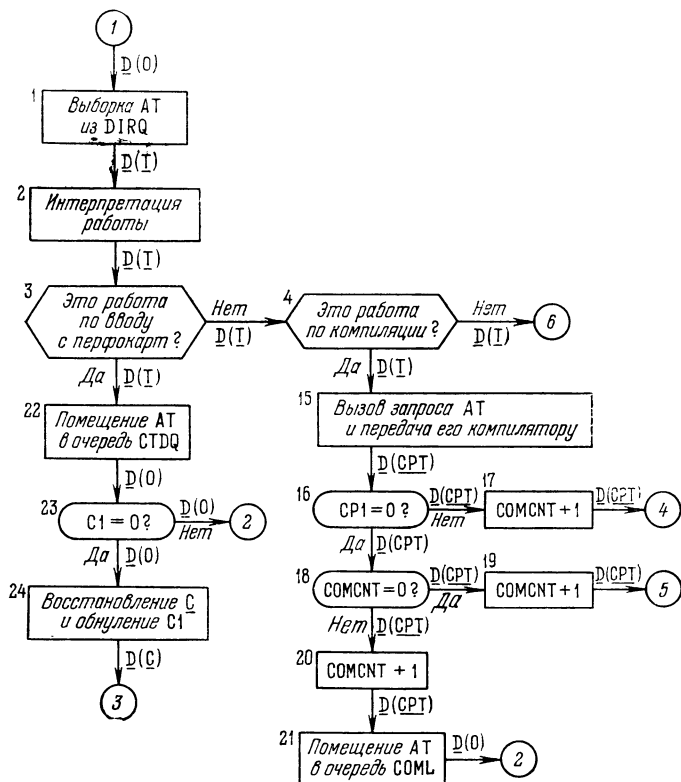 1
D(0)
1
Выборка AT
из DIRQ
D(T)
2
Интерпретация
работы
D(T)
3
Это работа
по вводу
с перфокарт?
Нет
D(T)
4
Это работа
по компиляции?
Нет
D(T)
6
Да D(T)
Да D(T)
22
Помещение AT
в очередь CTDQ
15
Вызов запроса AT
и передача его компилятору
D(0)
D(CPT)
23
C1=0?
D(0)
Нет
2
16
CP1=0?
D(CPT)
Нет
17
COMCNT+1
D(CPT)
4
Да D(0)
Да D(CPT)
24
Восстановление C
и обнуление C1
18
COMCNT=0?
D(CPT)
Да
19
COMCNT+1
D(CPT)
5
D(C)
3
Нет D(CPT)
20
COMCNT+1
D(CPT)
21
Помещение AT
в очередь COML
D(0)
2